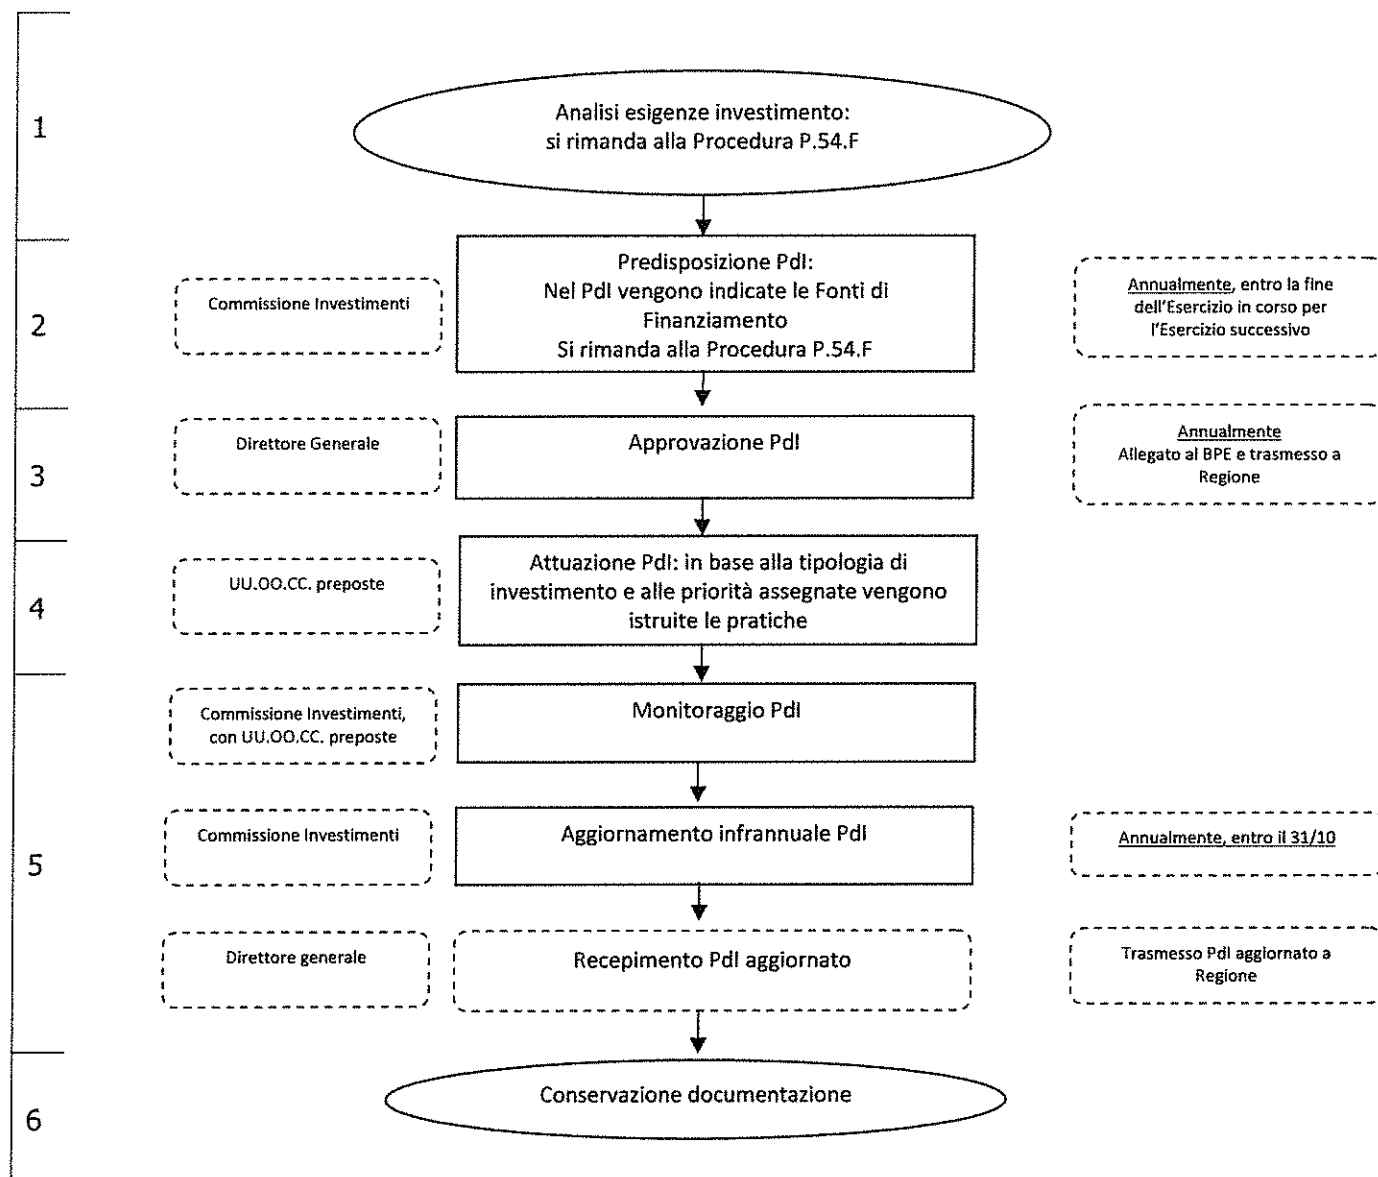 1
Analisi esigenze investimento:
si rimanda alla Procedura P.54.F
2
Commissione Investimenti
Predisposizione PdI:
Nel PdI vengono indicate le Fonti di
Finanziamento
Si rimanda alla Procedura P.54.F
Annualmente, entro la fine
dell'Esercizio in corso per
l'Esercizio successivo
3
Direttore Generale
Approvazione PdI
Annualmente
Allegato al BPE e trasmesso a
Regione
4
UU.OO.CC. preposte
Attuazione PdI: in base alla tipologia di
investimento e alle priorità assegnate vengono
istruite le pratiche
Commissione Investimenti,
con UU.OO.CC. preposte
Monitoraggio PdI
5
Commissione Investimenti
Aggiornamento infrannuale PdI
Annualmente, entro il 31/10
Direttore generale
Recepimento PdI aggiornato
Trasmesso PdI aggiornato a
Regione
6
Conservazione documentazione